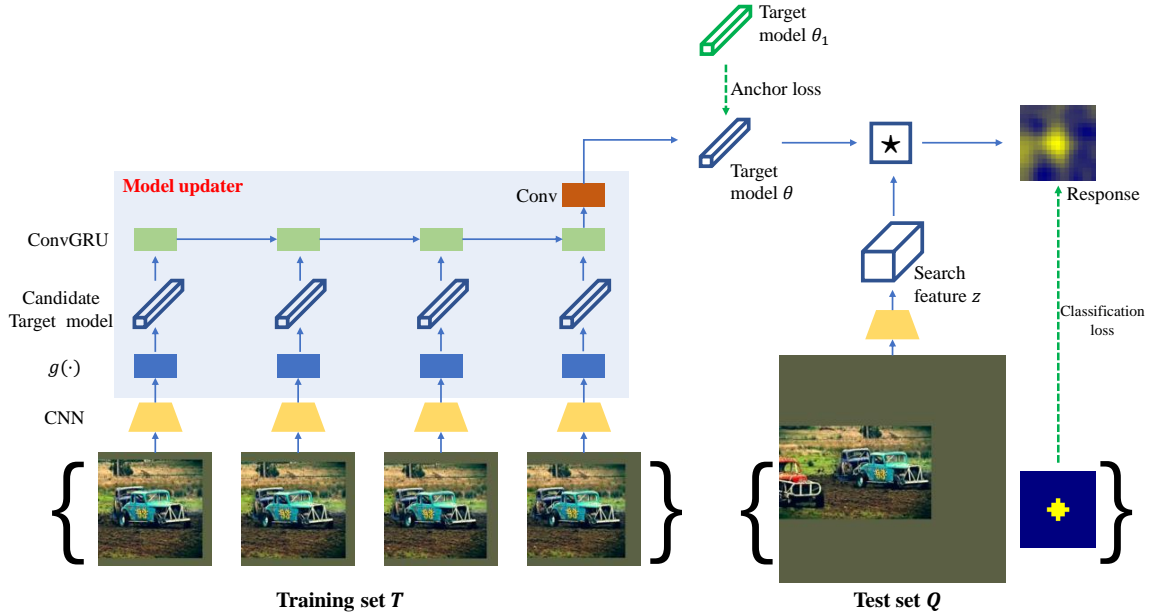 Target
model θ₁
Anchor loss
Target
model θ
Response
Model updater
Conv
ConvGRU
Candidate
Target model
g(·)
CNN
Search
feature z
Classification
loss
Training set T
Test set Q